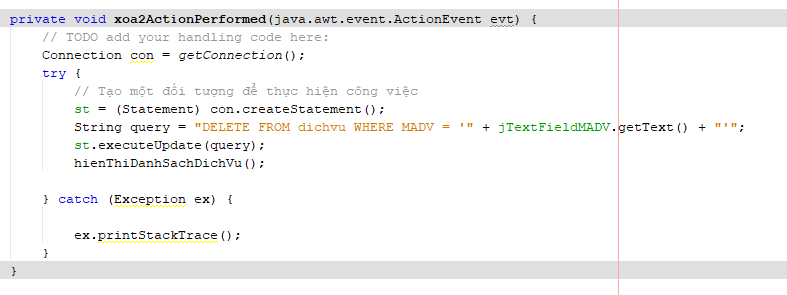 private void xoa2ActionPerformed(java.awt.event.ActionEvent evt) {
// TODO add your handling code here:
Connection con = getConnection();
try {
// Tạo một đối tượng để thực hiện công việc
st = (Statement) con.createStatement();
String query = "DELETE FROM dichvu WHERE MADV = '" + jTextFieldMADV.getText() + "'";
st.executeUpdate(query);
hienThiDanhSachDichVu();
} catch (Exception ex) {
ex.printStackTrace();
}
}